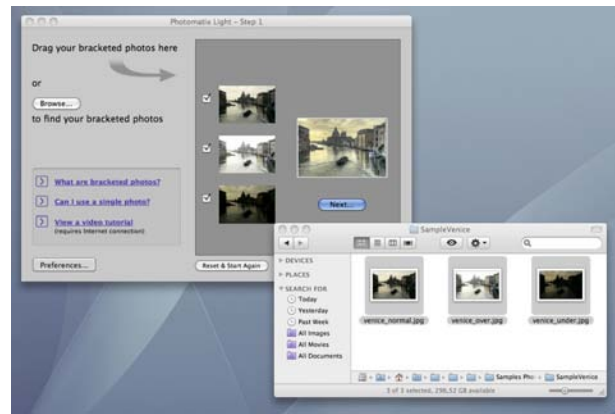 Photomatix Light - Step 1
Drag your bracketed photos here
or
Browse...
to find your bracketed photos
What are bracketed photos?
Can I use a single photo?
View a video tutorial
(requires Internet connection)
Preferences...
Reset & Start Again
Next...
SampleVenice
DEVICES
PLACES
SEARCH FOR
Today
Yesterday
Past Week
All Images
All Movies
All Documents
venice_normal.jpg
venice_over.jpg
venice_under.jpg
Samples Pho
SampleVenice
3 of 3 selected, 298,52 GB available